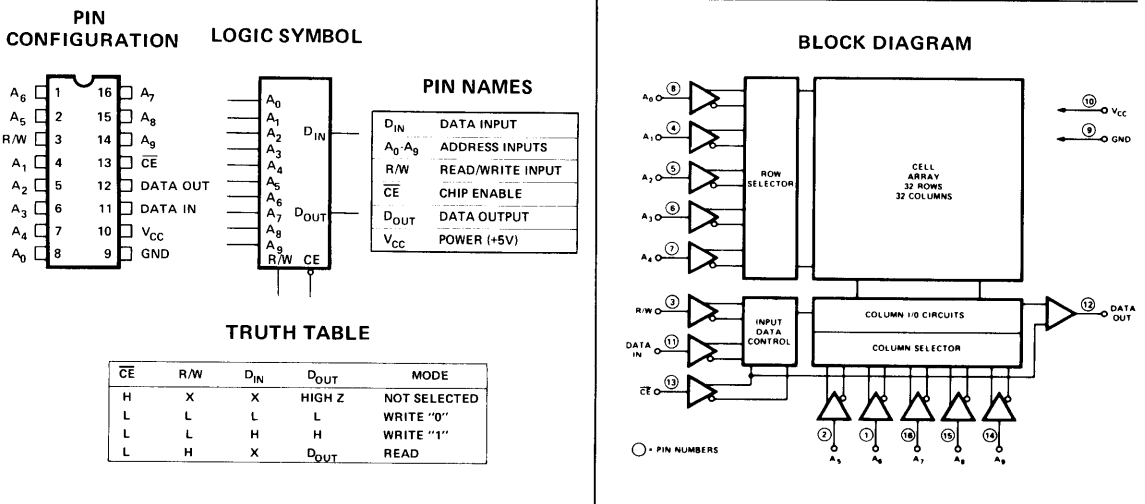 PIN
CONFIGURATION
A6 1 16 A7
A5 2 15 A8
R/W 3 14 A9
A1 4 13 CE
A2 5 12 DATA OUT
A3 6 11 DATA IN
A4 7 10 VCC
A0 8 9 GND
LOGIC SYMBOL
A0
A1
A2
A3
A4
A5
A6
A7
A8
A9
DIN
DOUT
R/W CE
PIN NAMES
DIN DATA INPUT
A0-A9 ADDRESS INPUTS
R/W READ/WRITE INPUT
CE DATA CHIP ENABLE
DOUT DATA OUTPUT
VCC POWER (+5V)
TRUTH TABLE
CE R/W DIN DOUT MODE
H X X HIGH Z NOT SELECTED
L L L L WRITE "0"
L L H H WRITE "1"
L H X DOUT READ
BLOCK DIAGRAM
A0 8
A1 4
A2 5
A3 6
A4 7
ROW
SELECTOR
CELL
ARRAY
32 ROWS
32 COLUMNS
10 VCC
9 GND
R/W 3
DATA
IN 11
CE 13
INPUT
DATA
CONTROL
COLUMN I/O CIRCUITS
COLUMN SELECTOR
12 DATA
OUT
2 1 16 15 14
A5 A6 A7 A8 A9
= PIN NUMBERS